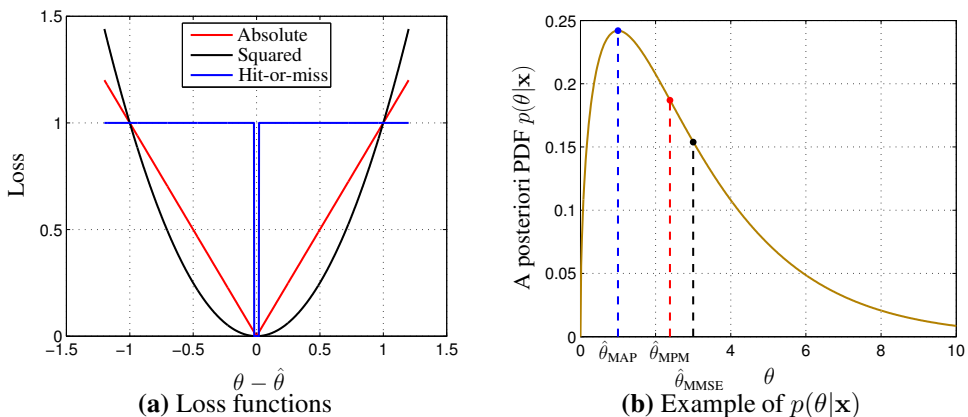 1.5
1
0.5
0
−1.5
−1
−0.5
0
0.5
1
1.5
Loss
Absolute
Squared
Hit-or-miss
θ − θ̂
(a) Loss functions
0.25
0.2
0.15
0.1
0.05
0
0
4
6
8
10
A posteriori PDF p(θ|x)
θ̂MAP
θ̂MPM
θ̂MMSE
θ
(b) Example of p(θ|x)